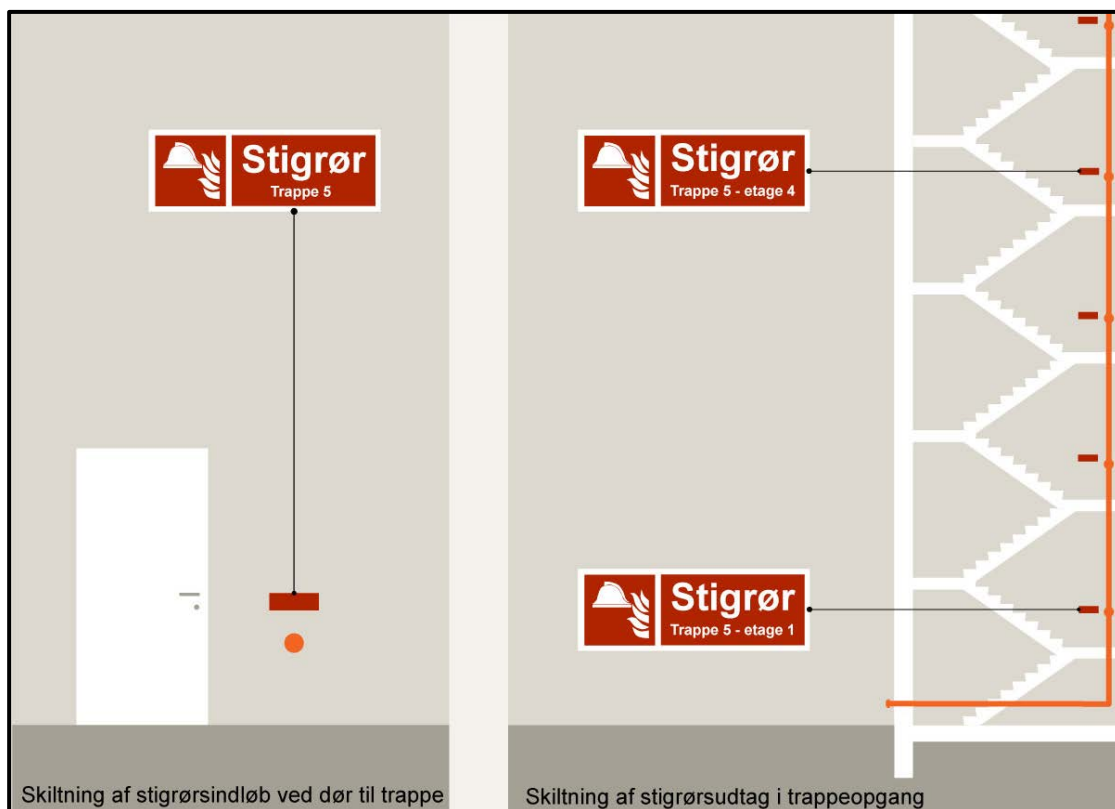 Stigrør
Trappe 5
Skiltning af stigrørsindløb ved dør til trappe
Stigrør
Trappe 5 - etage 4
Stigrør
Trappe 5 - etage 1
Skiltning af stigrørsudtag i trappeopgang